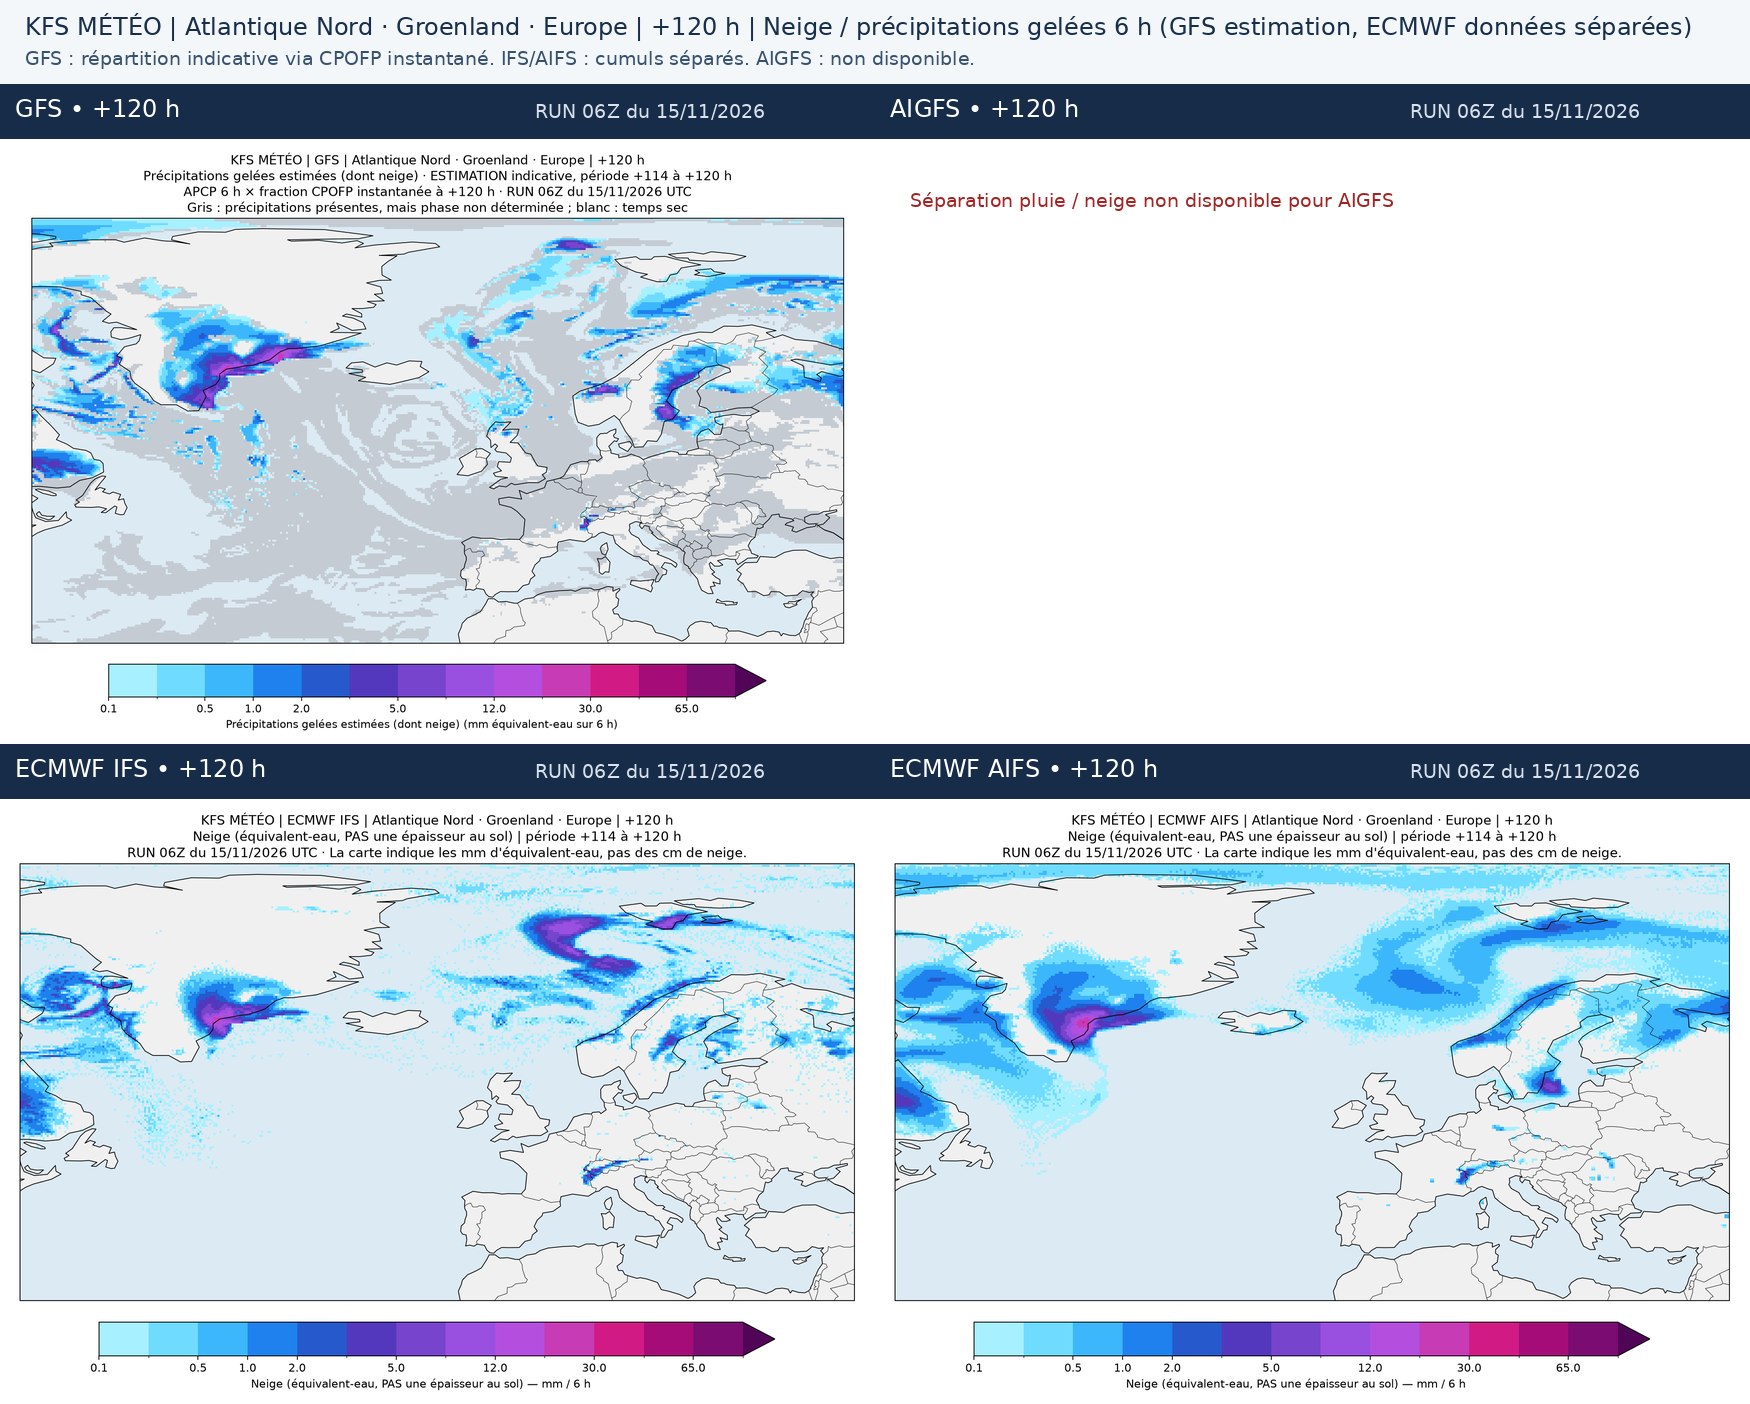 KFS MÉTÉO | Atlantique Nord · Groenland · Europe | +120 h | Neige / précipitations gelées 6 h (GFS estimation, ECMWF données séparées)
GFS : répartition indicative via CPOFP instantané. IFS/AIFS : cumuls séparés. AIGFS : non disponible.
GFS • +120 h
RUN 06Z du 15/11/2026
AIGFS • +120 h
RUN 06Z du 15/11/2026
KFS MÉTÉO | GFS | Atlantique Nord · Groenland · Europe | +120 h
Précipitations gelées estimées (dont neige) · ESTIMATION indicative, période +114 à +120 h
APCP 6 h × fraction CPOFP instantanée à +120 h · RUN 06Z du 15/11/2026 UTC
Gris : précipitations présentes, mais phase non déterminée ; blanc : temps sec
Séparation pluie / neige non disponible pour AIGFS
0.1 0.5 1.0 2.0 5.0 12.0 30.0 65.0
Précipitations gelées estimées (dont neige) (mm équivalent-eau sur 6 h)
ECMWF IFS • +120 h
RUN 06Z du 15/11/2026
ECMWF AIFS • +120 h
RUN 06Z du 15/11/2026
KFS MÉTÉO | ECMWF IFS | Atlantique Nord · Groenland · Europe | +120 h
Neige (équivalent-eau, PAS une épaisseur au sol) | période +114 à +120 h
RUN 06Z du 15/11/2026 UTC · La carte indique les mm d'équivalent-eau, pas des cm de neige.
KFS MÉTÉO | ECMWF AIFS | Atlantique Nord · Groenland · Europe | +120 h
Neige (équivalent-eau, PAS une épaisseur au sol) | période +114 à +120 h
RUN 06Z du 15/11/2026 UTC · La carte indique les mm d'équivalent-eau, pas des cm de neige.
0.1 0.5 1.0 2.0 5.0 12.0 30.0 65.0
Neige (équivalent-eau, PAS une épaisseur au sol) — mm / 6 h
0.1 0.5 1.0 2.0 5.0 12.0 30.0 65.0
Neige (équivalent-eau, PAS une épaisseur au sol) — mm / 6 h